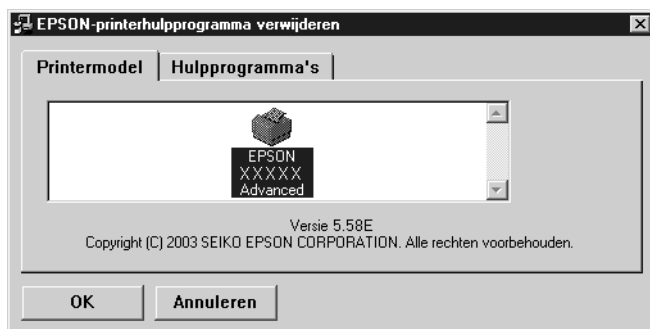 EPSON-printerhulpprogramma verwijderen
Printermodel
Hulpprogramma's
EPSON
XXXXX
Advanced
Versie 5.58E
Copyright (C) 2003 SEIKO EPSON CORPORATION. Alle rechten voorbehouden.
OK
Annuleren